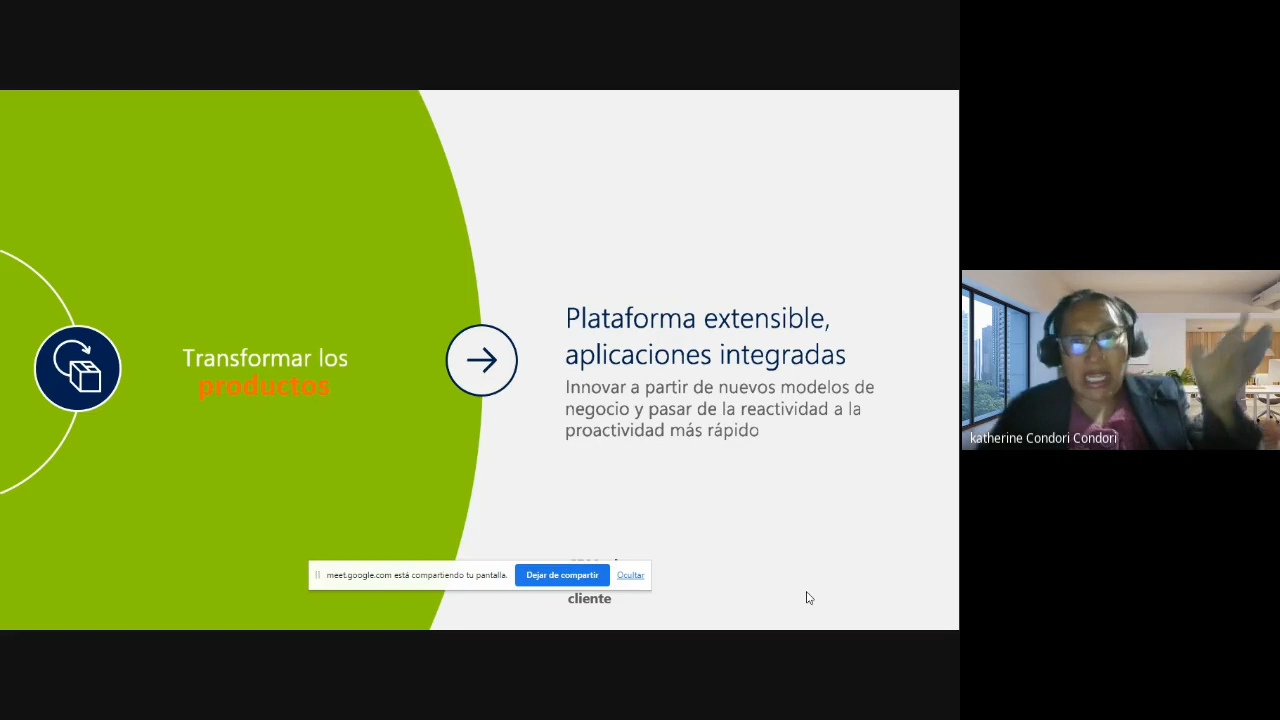 Transformar los
productos
Plataforma extensible,
aplicaciones integradas
Innovar a partir de nuevos modelos de
negocio y pasar de la reactividad a la
proactividad más rápido
meet.google.com está compartiendo tu pantalla.
Dejar de compartir
Ocultar
cliente
katherine Condori Condori